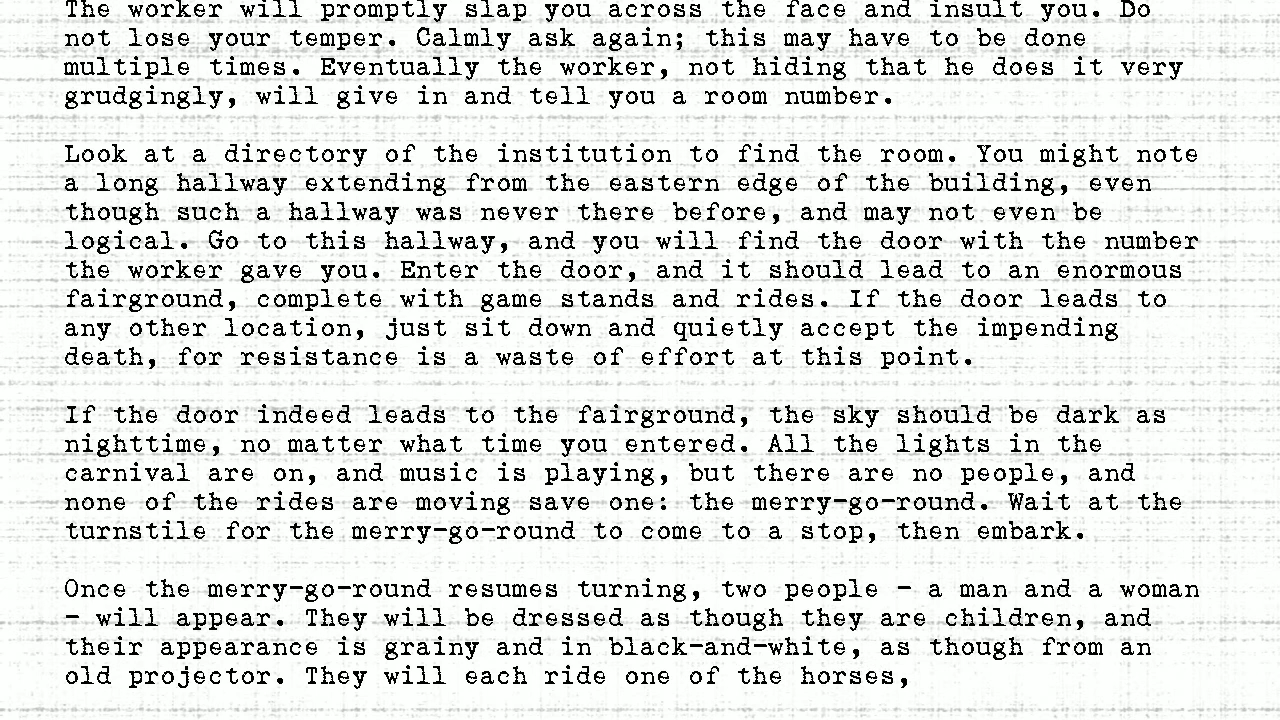 The worker will promptly slap you across the face and insult you. Do
not lose your temper. Calmly ask again; this may have to be done
multiple times. Eventually the worker, not hiding that he does it very
grudgingly, will give in and tell you a room number.
Look at a directory of the institution to find the room. You might note
a long hallway extending from the eastern edge of the building, even
though such a hallway was never there before, and may not even be
logical. Go to this hallway, and you will find the door with the number
the worker gave you. Enter the door, and it should lead to an enormous
fairground, complete with game stands and rides. If the door leads to
any other location, just sit down and quietly accept the impending
death, for resistance is a waste of effort at this point.
If the door indeed leads to the fairground, the sky should be dark as
nighttime, no matter what time you entered. All the lights in the
carnival are on, and music is playing, but there are no people, and
none of the rides are moving save one: the merry-go-round. Wait at the
turnstile for the merry-go-round to come to a stop, then embark.
Once the merry-go-round resumes turning, two people - a man and a woman
- will appear. They will be dressed as though they are children, and
their appearance is grainy and in black-and-white, as though from an
old projector. They will each ride one of the horses,